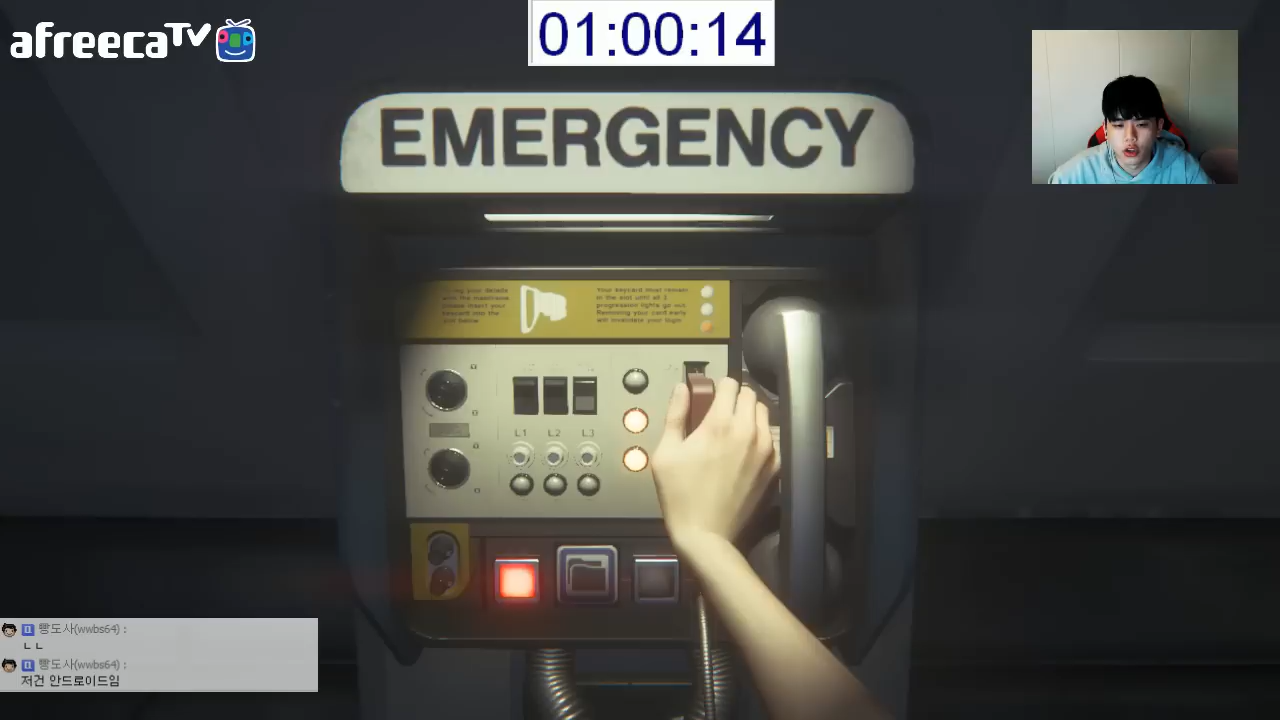 afreecaTV
01:00:14
EMERGENCY
Your keycard must remain
in the slot until all 3
progression lights go out.
Removing your card early
will invalidate your login
L1 L2 L3
빵도사(wwbs64) :
ㄴㄴ
빵도사(wwbs64) :
저건 안드로이드임